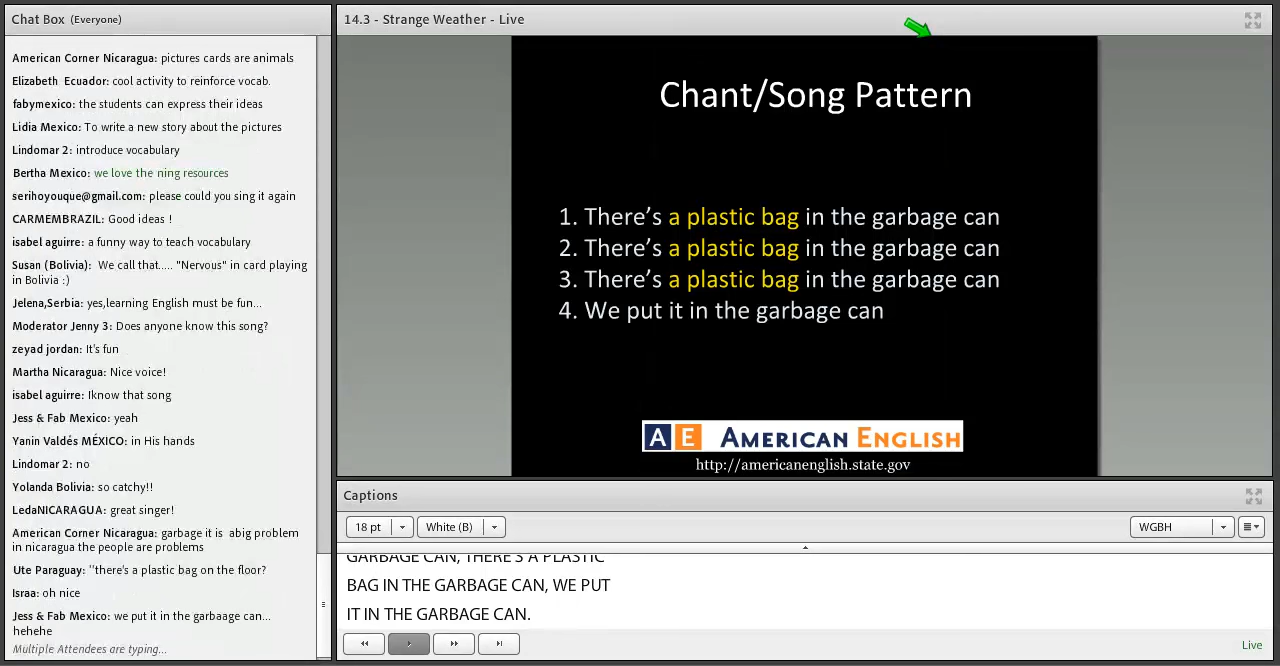 Chat Box (Everyone)
American Corner Nicaragua: pictures cards are animals
Elizabeth Ecuador: cool activity to reinforce vocab.
fabymexico: the students can express their ideas
Lidia Mexico: To write a new story about the pictures
Lindomar 2: introduce vocabulary
Bertha Mexico: we love the ning resources
serihoyouque@gmail.com: please could you sing it again
CARMENBRAZIL: Good ideas !
isabel aguirre: a funny way to teach vocabulary
Susan (Bolivia): We call that..... "Nervous" in card playing
in Bolivia :)
Jelena,Serbia: yes,learning English must be fun...
Moderator Jenny 3: Does anyone know this song?
zeyad jordan: It's fun
Martha Nicaragua: Nice voice!
isabel aguirre: Iknow that song
Jess & Fab Mexico: yeah
Yanin Valdés MÉXICO: in His hands
Lindomar 2: no
Yolanda Bolivia: so catchy!!
LedaNICARAGUA: great singer!
American Corner Nicaragua: garbage it is abig problem
in nicaragua the people are problems
Ute Paraguay: “there's a plastic bag on the floor?
Israa: oh nice
Jess & Fab Mexico: we put it in the garbaage can...
hehehe
Multiple Attendees are typing...
14.3 - Strange Weather - Live
Chant/Song Pattern
1. There’s a plastic bag in the garbage can
2. There’s a plastic bag in the garbage can
3. There’s a plastic bag in the garbage can
4. We put it in the garbage can
AE AMERICAN ENGLISH
http://americanenglish.state.gov
Captions
18 pt White (B) WGBH
GARBAGE CAN, THERE'S A PLASTIC
BAG IN THE GARBAGE CAN, WE PUT
IT IN THE GARBAGE CAN.
Live